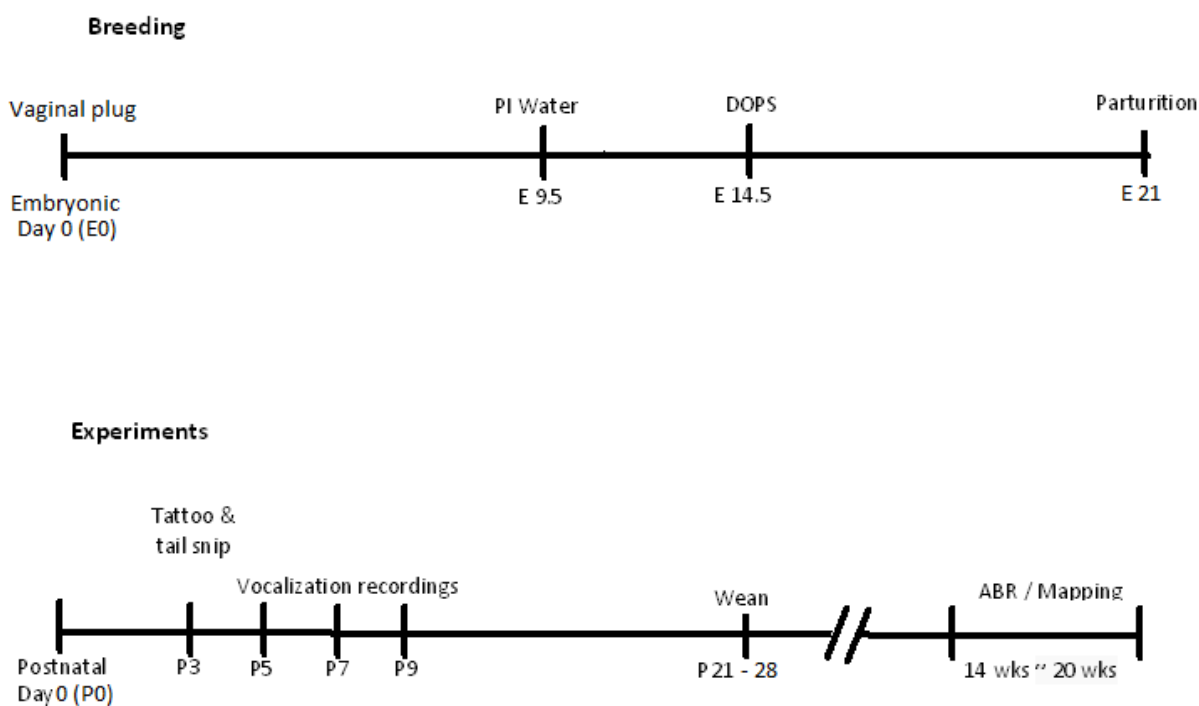 Breeding
Vaginal plug
PI Water
DOPS
Parturition
E 9.5
E 14.5
E 21
Embryonic
Day 0 (E0)
Experiments
Tattoo &
tail snip
Vocalization recordings
Wean
ABR / Mapping
P3
P5
P7
P9
P 21 - 28
14 wks ~ 20 wks
Postnatal
Day 0 (P0)